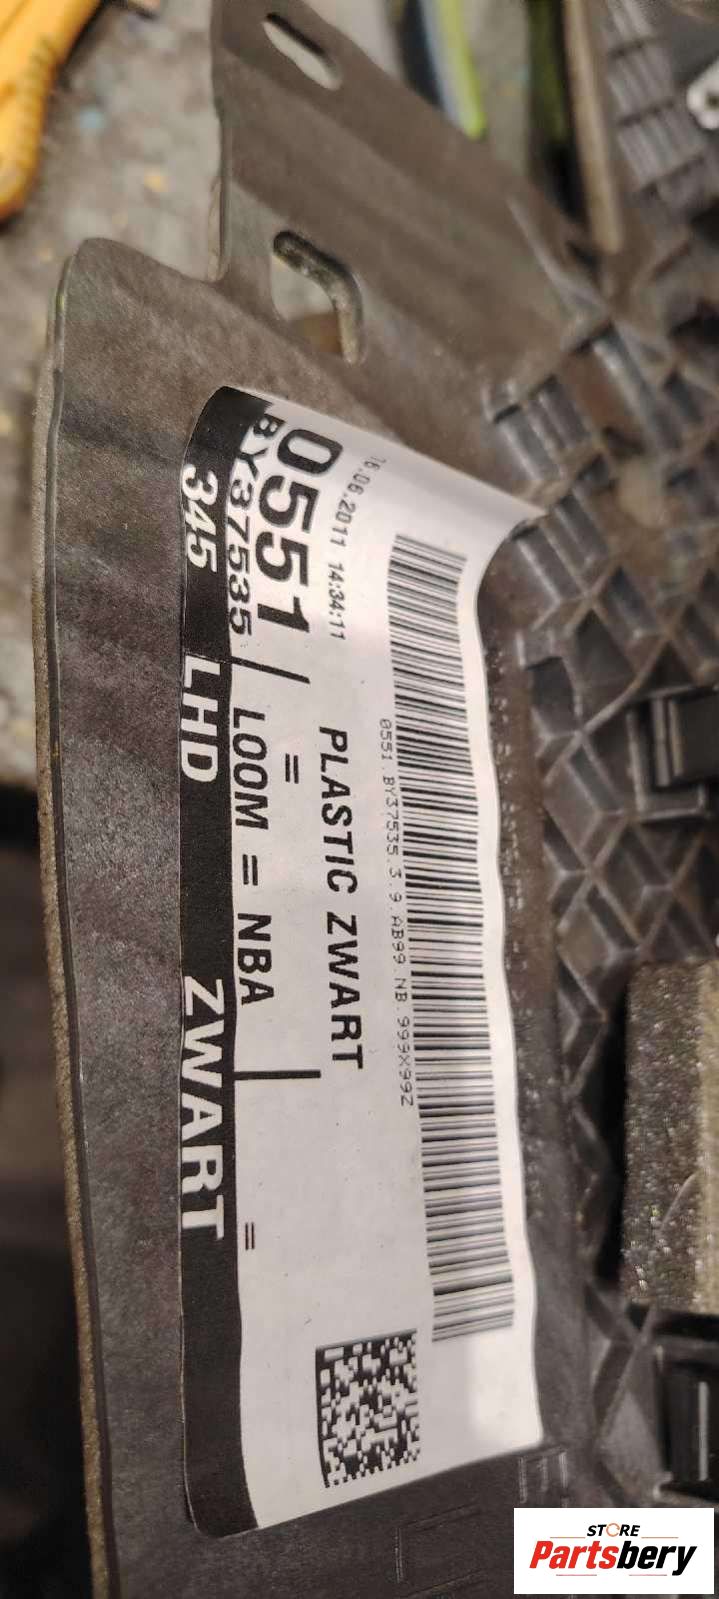 16.06.2011 14:34:11
0551
BY37535
345 LHD ZWART
PLASTIC ZWART
=
LOOM = NBA
=
0551.BY37535.3.9.AB99.NB.999X99Z
STORE
Partsbery